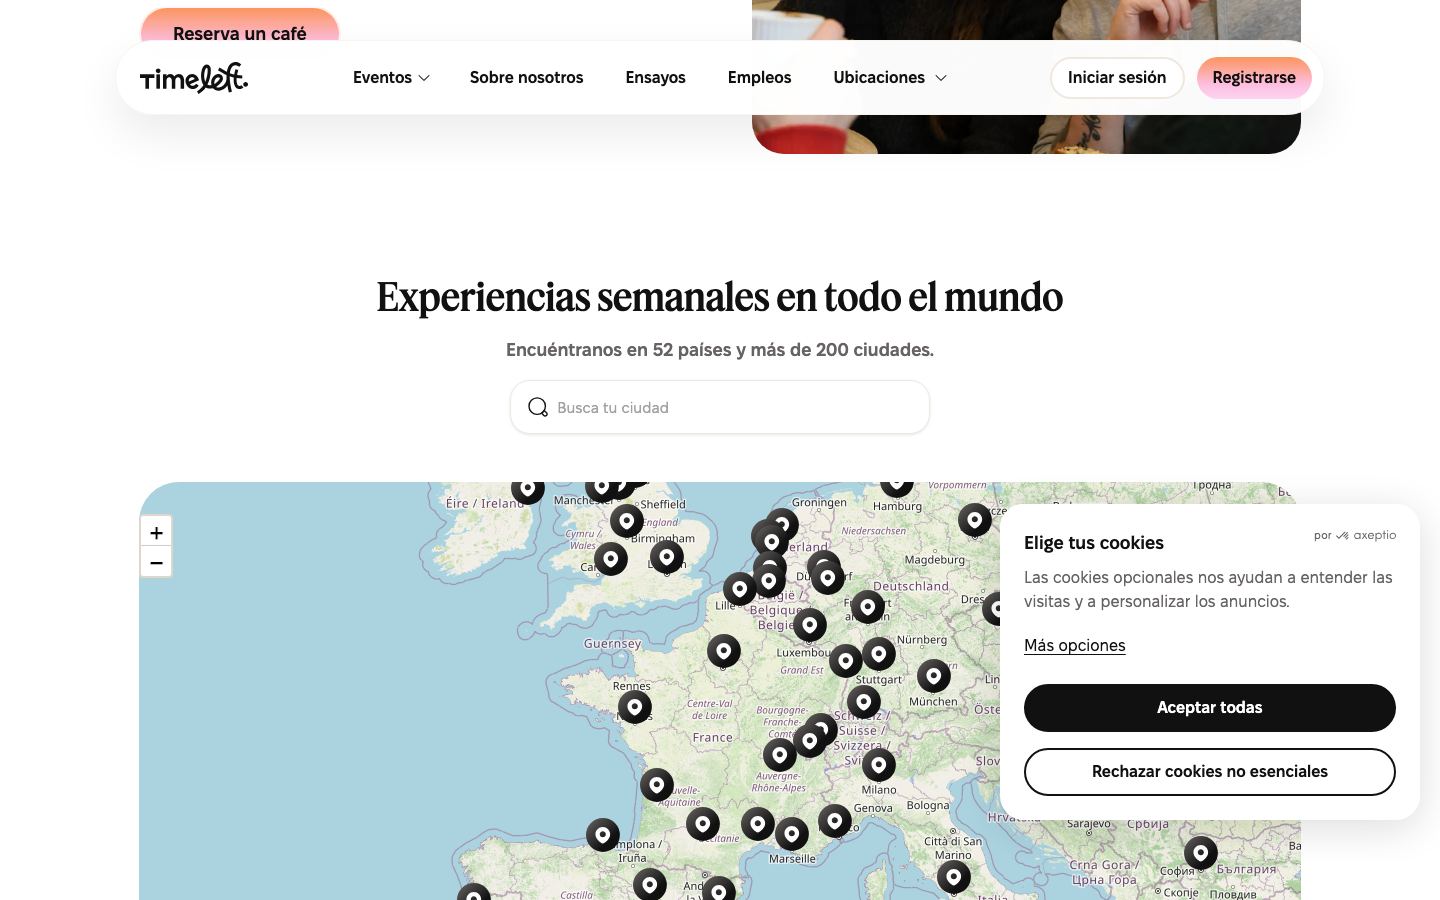 Reserva un café
Timeleft.
Eventos
Sobre nosotros
Ensayos
Empleos
Ubicaciones
Iniciar sesión
Registrarse
Experiencias semanales en todo el mundo
Encuéntranos en 52 países y más de 200 ciudades.
Busca tu ciudad
+
−
Éire / Ireland
Sheffield
England
Cymru /
Wales
Birmingham
Groningen
Hamburg
Vorpommern
Гродна
Niedersachsen
Magdeburg
Deutschland
Lille
België /
Belgique /
Guernsey
Luxembourg
Grand Est
Nürnberg
Stuttgart
München
Rennes
Centre-Val
de Loire
Bourgogne-
Franche-
France
Schweiz /
Suisse /
Svizzera /
Auvergne-
Rhône-Alpes
Milano
Genova
Bologna
Marseille
Iruña
Castilla
Città di San
Marino
Italia
Sarajevo
Србија
Crna Gora /
Црна Гора
София
България
Скопје
Пловдив
Elige tus cookies
por axeptio
Las cookies opcionales nos ayudan a entender las
visitas y a personalizar los anuncios.
Más opciones
Aceptar todas
Rechazar cookies no esenciales